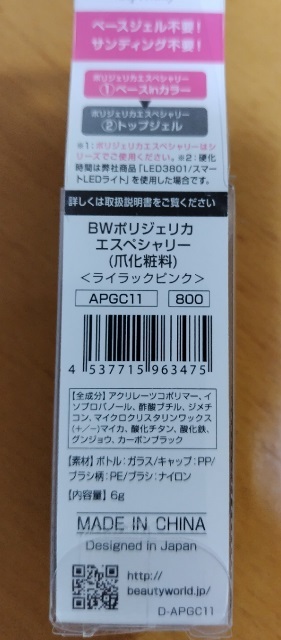 ベースジェル不要!
サンディング不要!
ポリジェリカエスペシャリー
①ベースinカラー
ポリジェリカエスペシャリー
②トップジェル
※1:ポリジェリカエスペシャリーはシ
リーズでご使用ください。※2:硬化
時間は弊社商品「LED3801/スマー
トLEDライト」を使用した場合です。
詳しくは取扱説明書をご覧ください
BWポリジェリカ
エスペシャリー
(爪化粧料)
<ライラックピンク>
APGC11 800
4 537715 963475
【全成分】アクリレーツコポリマー、イ
ソプロパノール、酢酸ブチル、ジメチ
コン、マイクロクリスタリンワックス
(+/−)マイカ、酸化チタン、酸化鉄、
グンジョウ、カーボンブラック
【素材】ボトル:ガラス/キャップ:PP/
ブラシ柄:PE/ブラシ:ナイロン
【内容量】6g
MADE IN CHINA
Designed in Japan
http://
beautyworld.jp/
D-APGC11